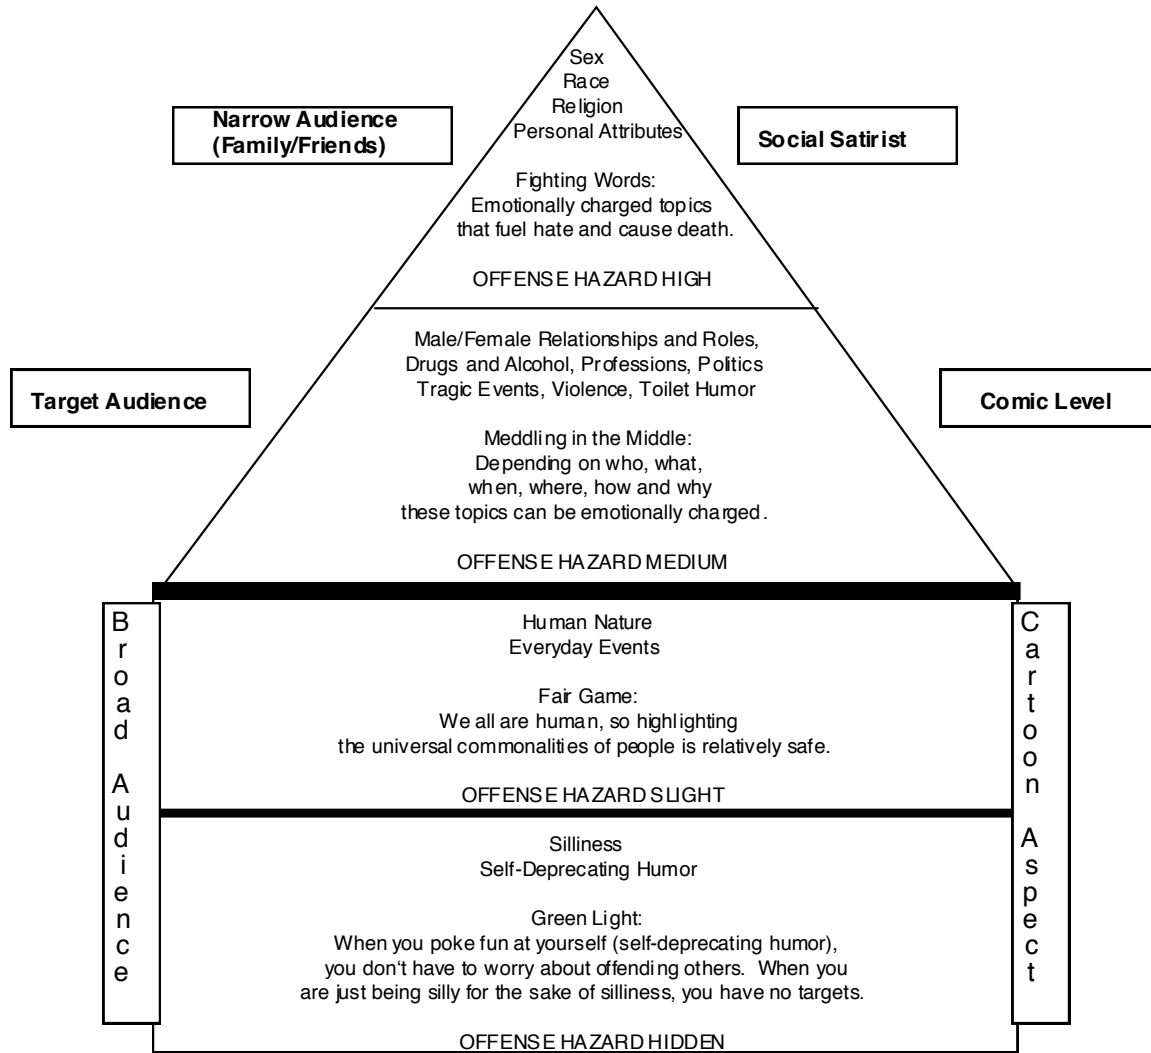 Sex
Race
Religion
Personal Attributes
Narrow Audience
(Family/Friends)
Social Satirist
Fighting Words:
Emotionally charged topics
that fuel hate and cause death.
OFFENSE HAZARD HIGH
Male/Female Relationships and Roles,
Drugs and Alcohol, Professions, Politics
Tragic Events, Violence, Toilet Humor
Target Audience
Comic Level
Meddling in the Middle:
Depending on who, what,
when, where, how and why
these topics can be emotionally charged.
OFFENSE HAZARD MEDIUM
Broad Audience
Cartoon Aspect
Human Nature
Everyday Events
Fair Game:
We all are human, so highlighting
the universal commonalities of people is relatively safe.
OFFENSE HAZARD SLIGHT
Silliness
Self-Deprecating Humor
Green Light:
When you poke fun at yourself (self-deprecating humor),
you don't have to worry about offending others. When you
are just being silly for the sake of silliness, you have no targets.
OFFENSE HAZARD HIDDEN